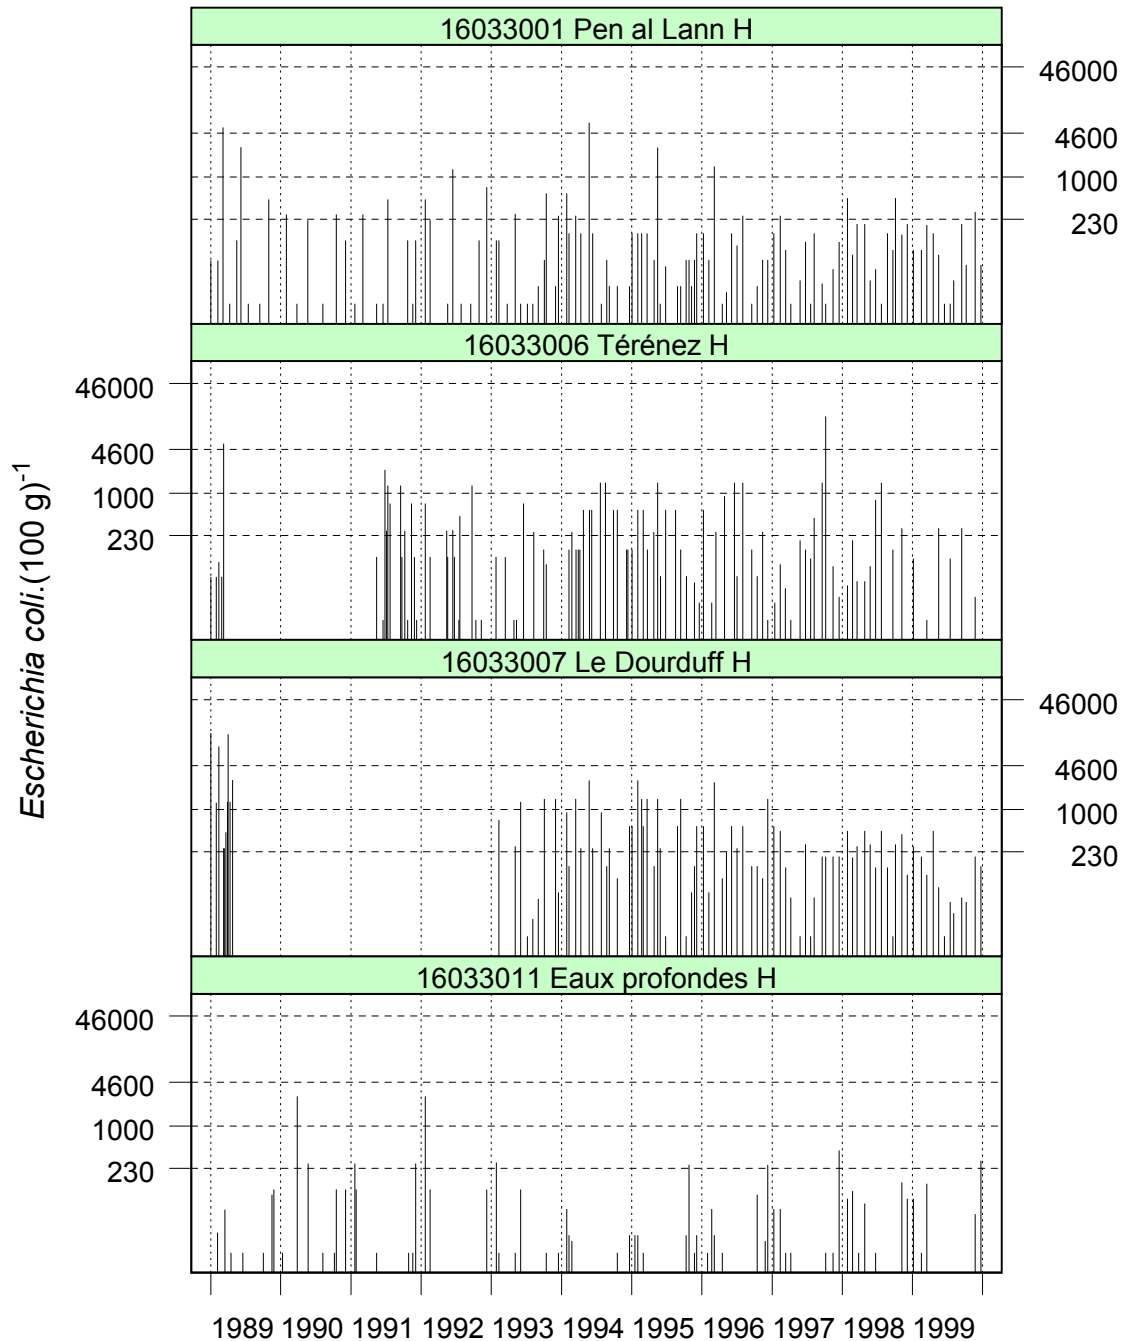 16033001 Pen al Lann H
46000
4600
1000
230
16033006 Térénez H
46000
4600
1000
230
Escherichia coli.(100 g)-1
16033007 Le Dourduff H
46000
4600
1000
230
16033011 Eaux profondes H
46000
4600
1000
230
1989 1990 1991 1992 1993 1994 1995 1996 1997 1998 1999